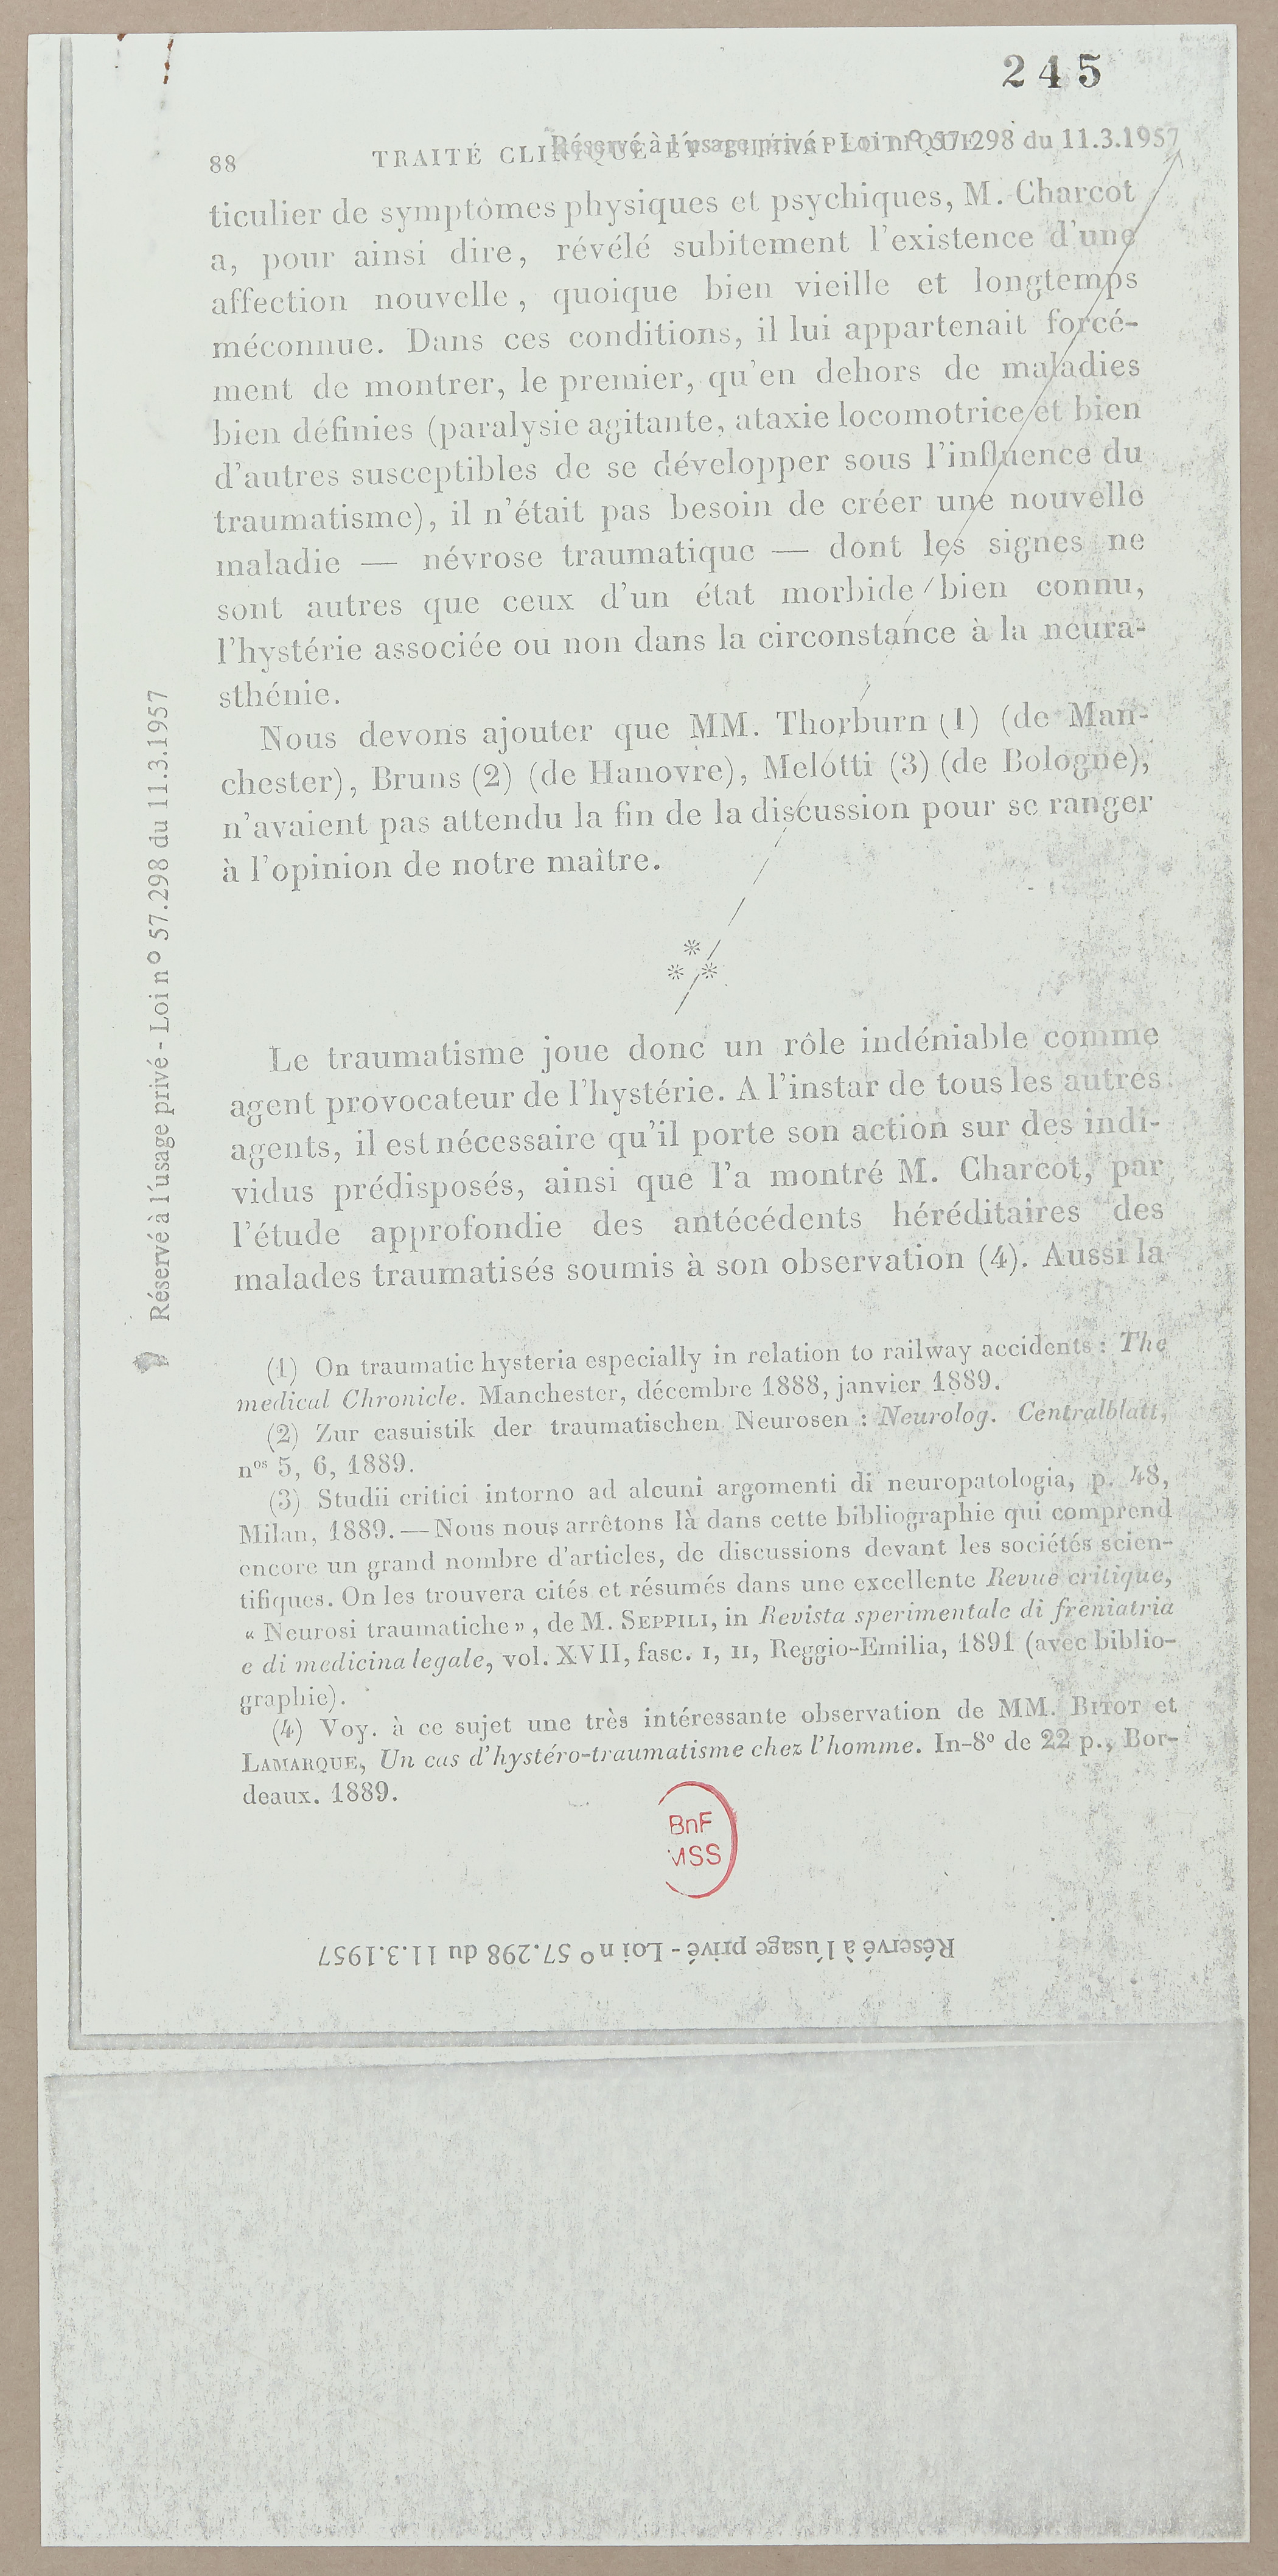 245
Réservé à l'usage privé - Loi n° 57.298 du 11.3.1957
88 TRAITÉ CLINIQUE ET THÉRAPEUTIQUE
ticulier de symptômes physiques et psychiques, M. Charcot
a, pour ainsi dire, révélé subitement l'existence d'une
affection nouvelle, quoique bien vieille et longtemps
méconnue. Dans ces conditions, il lui appartenait forcé-
ment de montrer, le premier, qu'en dehors de maladies
bien définies (paralysie agitante, ataxie locomotrice et bien
d'autres susceptibles de se développer sous l'influence du
traumatisme), il n'était pas besoin de créer une nouvelle
maladie — névrose traumatique — dont les signes ne
sont autres que ceux d'un état morbide bien connu,
l'hystérie associée ou non dans la circonstance à la neura-
sthénie.
Nous devons ajouter que MM. Thorburn (1) (de Man-
chester), Bruns (2) (de Hanovre), Melotti (3) (de Bologne),
n'avaient pas attendu la fin de la discussion pour se ranger
à l'opinion de notre maître.
*
* *
Le traumatisme joue donc un rôle indéniable comme
agent provocateur de l'hystérie. A l'instar de tous les autres
agents, il est nécessaire qu'il porte son action sur des indi-
vidus prédisposés, ainsi que l'a montré M. Charcot, par
l'étude approfondie des antécédents héréditaires des
malades traumatisés soumis à son observation (4). Aussi la
(1) On traumatic hysteria especially in relation to railway accidents : The
medical Chronicle. Manchester, décembre 1888, janvier 1889.
(2) Zur casuistik der traumatischen Neurosen : Neurolog. Centralblatt,
nos 5, 6, 1889.
(3) Studii critici intorno ad alcuni argomenti di neuropatologia, p. 48,
Milan, 1889. — Nous nous arrêtons là dans cette bibliographie qui comprend
encore un grand nombre d'articles, de discussions devant les sociétés scien-
tifiques. On les trouvera cités et résumés dans une excellente Revue critique,
« Neurosi traumatiche », de M. SEPPILI, in Revista sperimentale di freniatria
e di medicina legale, vol. XVII, fasc. I, II, Reggio-Emilia, 1891 (avec biblio-
graphie).
(4) Voy. à ce sujet une très intéressante observation de MM. BITOT et
LAMARQUE, Un cas d'hystéro-traumatisme chez l'homme. In-8° de 22 p., Bor-
deaux. 1889.
BnF
MSS
Réservé à l'usage privé - Loi n° 57.298 du 11.3.1957
Réservé à l'usage privé - Loi n° 57.298 du 11.3.1957